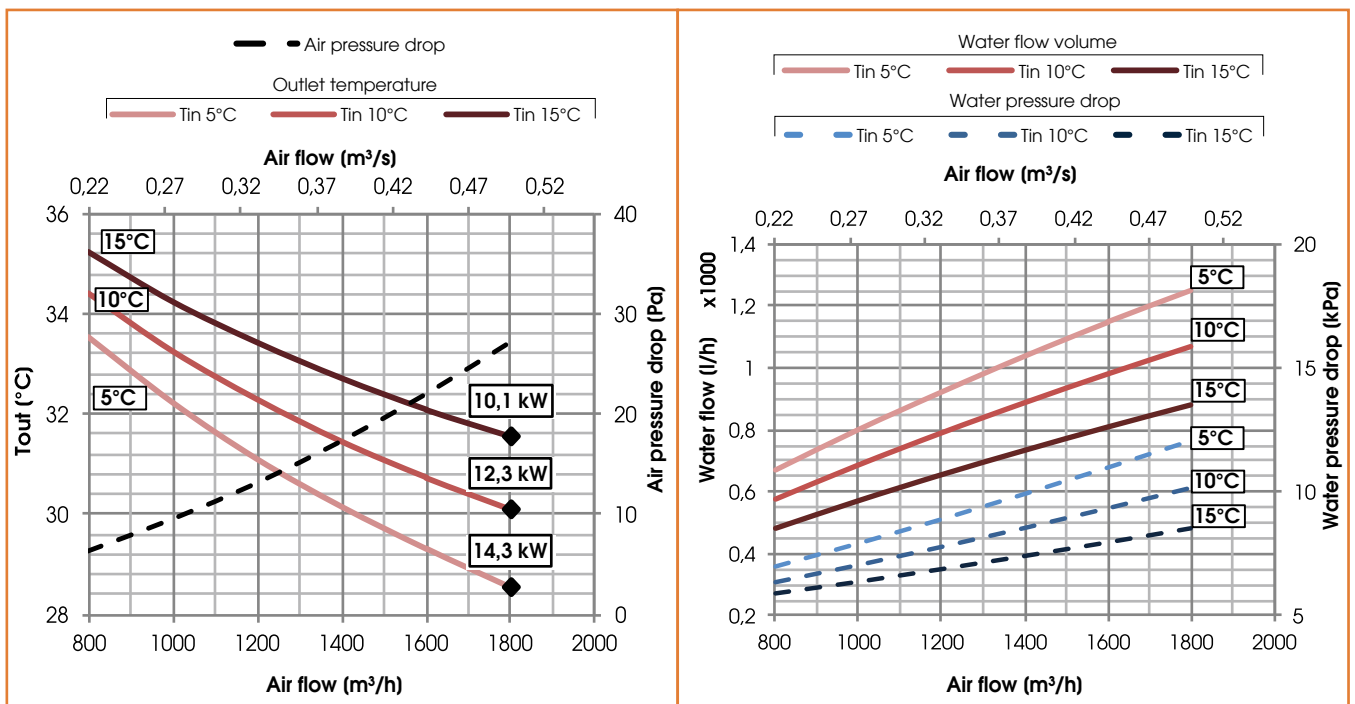 Air pressure drop
Outlet temperature
Tin 5°C Tin 10°C Tin 15°C
Air flow (m³/s)
0,22 0,27 0,32 0,37 0,42 0,47 0,52
36 40
15°C
10°C
34 30
5°C
32 20
10,1 kW
12,3 kW
30 10
14,3 kW
28 0
Tout (°C)
Air pressure drop (Pa)
800 1000 1200 1400 1600 1800 2000
Air flow (m³/h)
Water flow volume
Tin 5°C Tin 10°C Tin 15°C
Water pressure drop
Tin 5°C Tin 10°C Tin 15°C
Air flow (m³/s)
0,22 0,27 0,32 0,37 0,42 0,47 0,52
1,4 20
5°C
1,2
10°C
1 15
15°C
0,8
5°C
10°C
0,6 10
15°C
0,4
0,2 5
Water flow (l/h) x1000
Water pressure drop (kPa)
800 1000 1200 1400 1600 1800 2000
Air flow (m³/h)